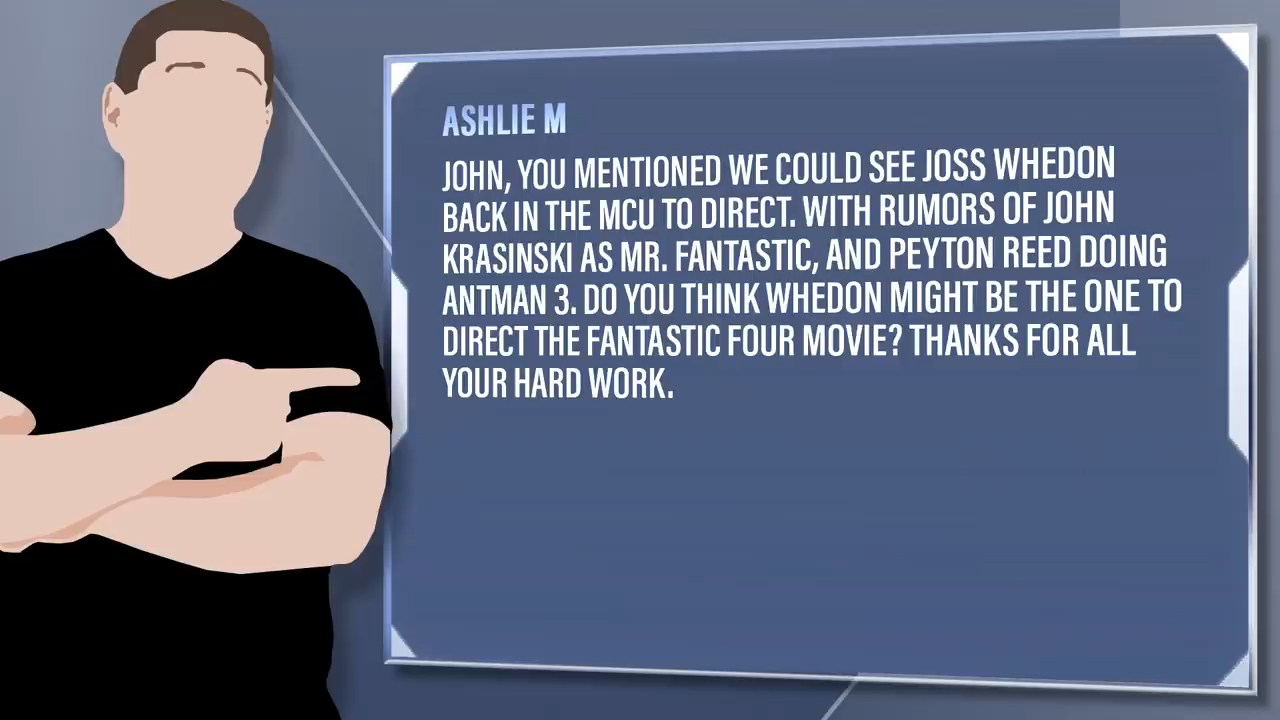 ASHLIE M
JOHN, YOU MENTIONED WE COULD SEE JOSS WHEDON
BACK IN THE MCU TO DIRECT. WITH RUMORS OF JOHN
KRASINSKI AS MR. FANTASTIC, AND PEYTON REED DOING
ANTMAN 3. DO YOU THINK WHEDON MIGHT BE THE ONE TO
DIRECT THE FANTASTIC FOUR MOVIE? THANKS FOR ALL
YOUR HARD WORK.